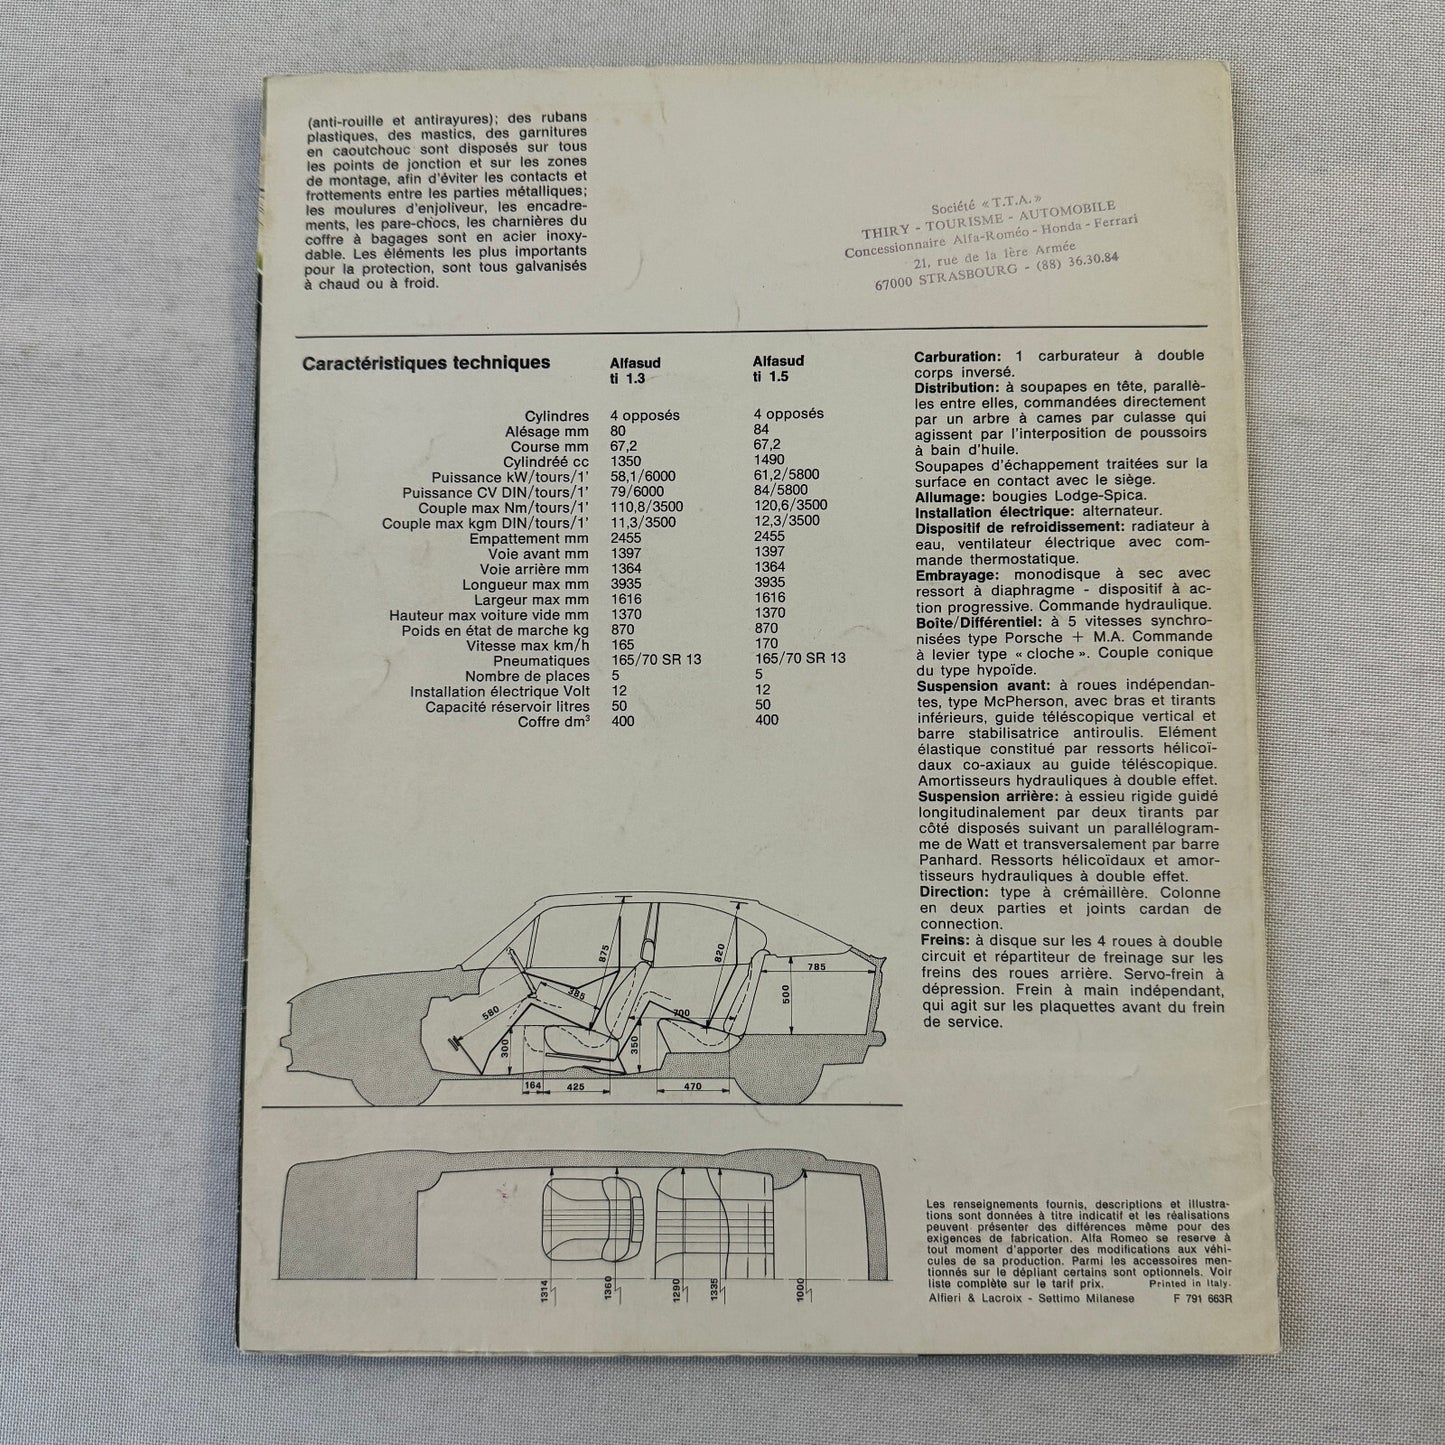 (anti-rouille et antirayures); des rubans
plastiques, des mastics, des garnitures
en caoutchouc sont disposés sur tous
les points de jonction et sur les zones
de montage, afin d'éviter les contacts et
frottements entre les parties métalliques;
les moulures d'enjoliveur, les encadre-
ments, les pare-chocs, les charnières du
coffre à bagages sont en acier inoxy-
dable. Les éléments les plus importants
pour la protection, sont tous galvanisés
à chaud ou à froid.
Société « T.T.A. »
THIRY - TOURISME - AUTOMOBILE
Concessionnaire Alfa-Roméo - Honda - Ferrari
21, rue de la 1ère Armée
67000 STRASBOURG - (88) 36.30.84
Caractéristiques techniques Alfasud Alfasud
ti 1.3 ti 1.5
Cylindres 4 opposés 4 opposés
Alésage mm 80 84
Course mm 67,2 67,2
Cylindréé cc 1350 1490
Puissance kW/tours/1' 58,1/6000 61,2/5800
Puissance CV DIN/tours/1' 79/6000 84/5800
Couple max Nm/tours/1' 110,8/3500 120,6/3500
Couple max kgm DIN/tours/1' 11,3/3500 12,3/3500
Empattement mm 2455 2455
Voie avant mm 1397 1397
Voie arrière mm 1364 1364
Longueur max mm 3935 3935
Largeur max mm 1616 1616
Hauteur max voiture vide mm 1370 1370
Poids en état de marche kg 870 870
Vitesse max km/h 165 170
Pneumatiques 165/70 SR 13 165/70 SR 13
Nombre de places 5 5
Installation électrique Volt 12 12
Capacité réservoir litres 50 50
Coffre dm³ 400 400
Carburation: 1 carburateur à double
corps inversé.
Distribution: à soupapes en tête, parallè-
les entre elles, commandées directement
par un arbre à cames par culasse qui
agissent par l'interposition de poussoirs
à bain d'huile.
Soupapes d'échappement traitées sur la
surface en contact avec le siège.
Allumage: bougies Lodge-Spica.
Installation électrique: alternateur.
Dispositif de refroidissement: radiateur à
eau, ventilateur électrique avec com-
mande thermostatique.
Embrayage: monodisque à sec avec
ressort à diaphragme - dispositif à ac-
tion progressive. Commande hydraulique.
Boîte/Différentiel: à 5 vitesses synchro-
nisées type Porsche + M.A. Commande
à levier type « cloche ». Couple conique
du type hypoïde.
Suspension avant: à roues indépendan-
tes, type McPherson, avec bras et tirants
inférieurs, guide téléscopique vertical et
barre stabilisatrice antiroulis. Elément
élastique constitué par ressorts hélicoï-
daux co-axiaux au guide téléscopique.
Amortisseurs hydrauliques à double effet.
Suspension arrière: à essieu rigide guidé
longitudinalement par deux tirants par
côté disposés suivant un parallélogram-
me de Watt et transversalement par barre
Panhard. Ressorts hélicoïdaux et amor-
tisseurs hydrauliques à double effet.
Direction: type à crémaillère. Colonne
en deux parties et joints cardan de
connection.
Freins: à disque sur les 4 roues à double
circuit et répartiteur de freinage sur les
freins des roues arrière. Servo-frein à
dépression. Frein à main indépendant,
qui agit sur les plaquettes avant du frein
de service.
875
820
785
385
500
580
700
300
350
164
425
470
1314
1360
1290
1335
1000
Les renseignements fournis, descriptions et illustra-
tions sont données à titre indicatif et les réalisations
peuvent présenter des différences même pour des
exigences de fabrication. Alfa Romeo se reserve à
tout moment d'apporter des modifications aux véhi-
cules de sa production. Parmi les accessoires men-
tionnés sur le dépliant certains sont optionnels. Voir
liste complète sur le tarif prix. Printed in Italy.
Alfieri & Lacroix - Settimo Milanese F 791 663R